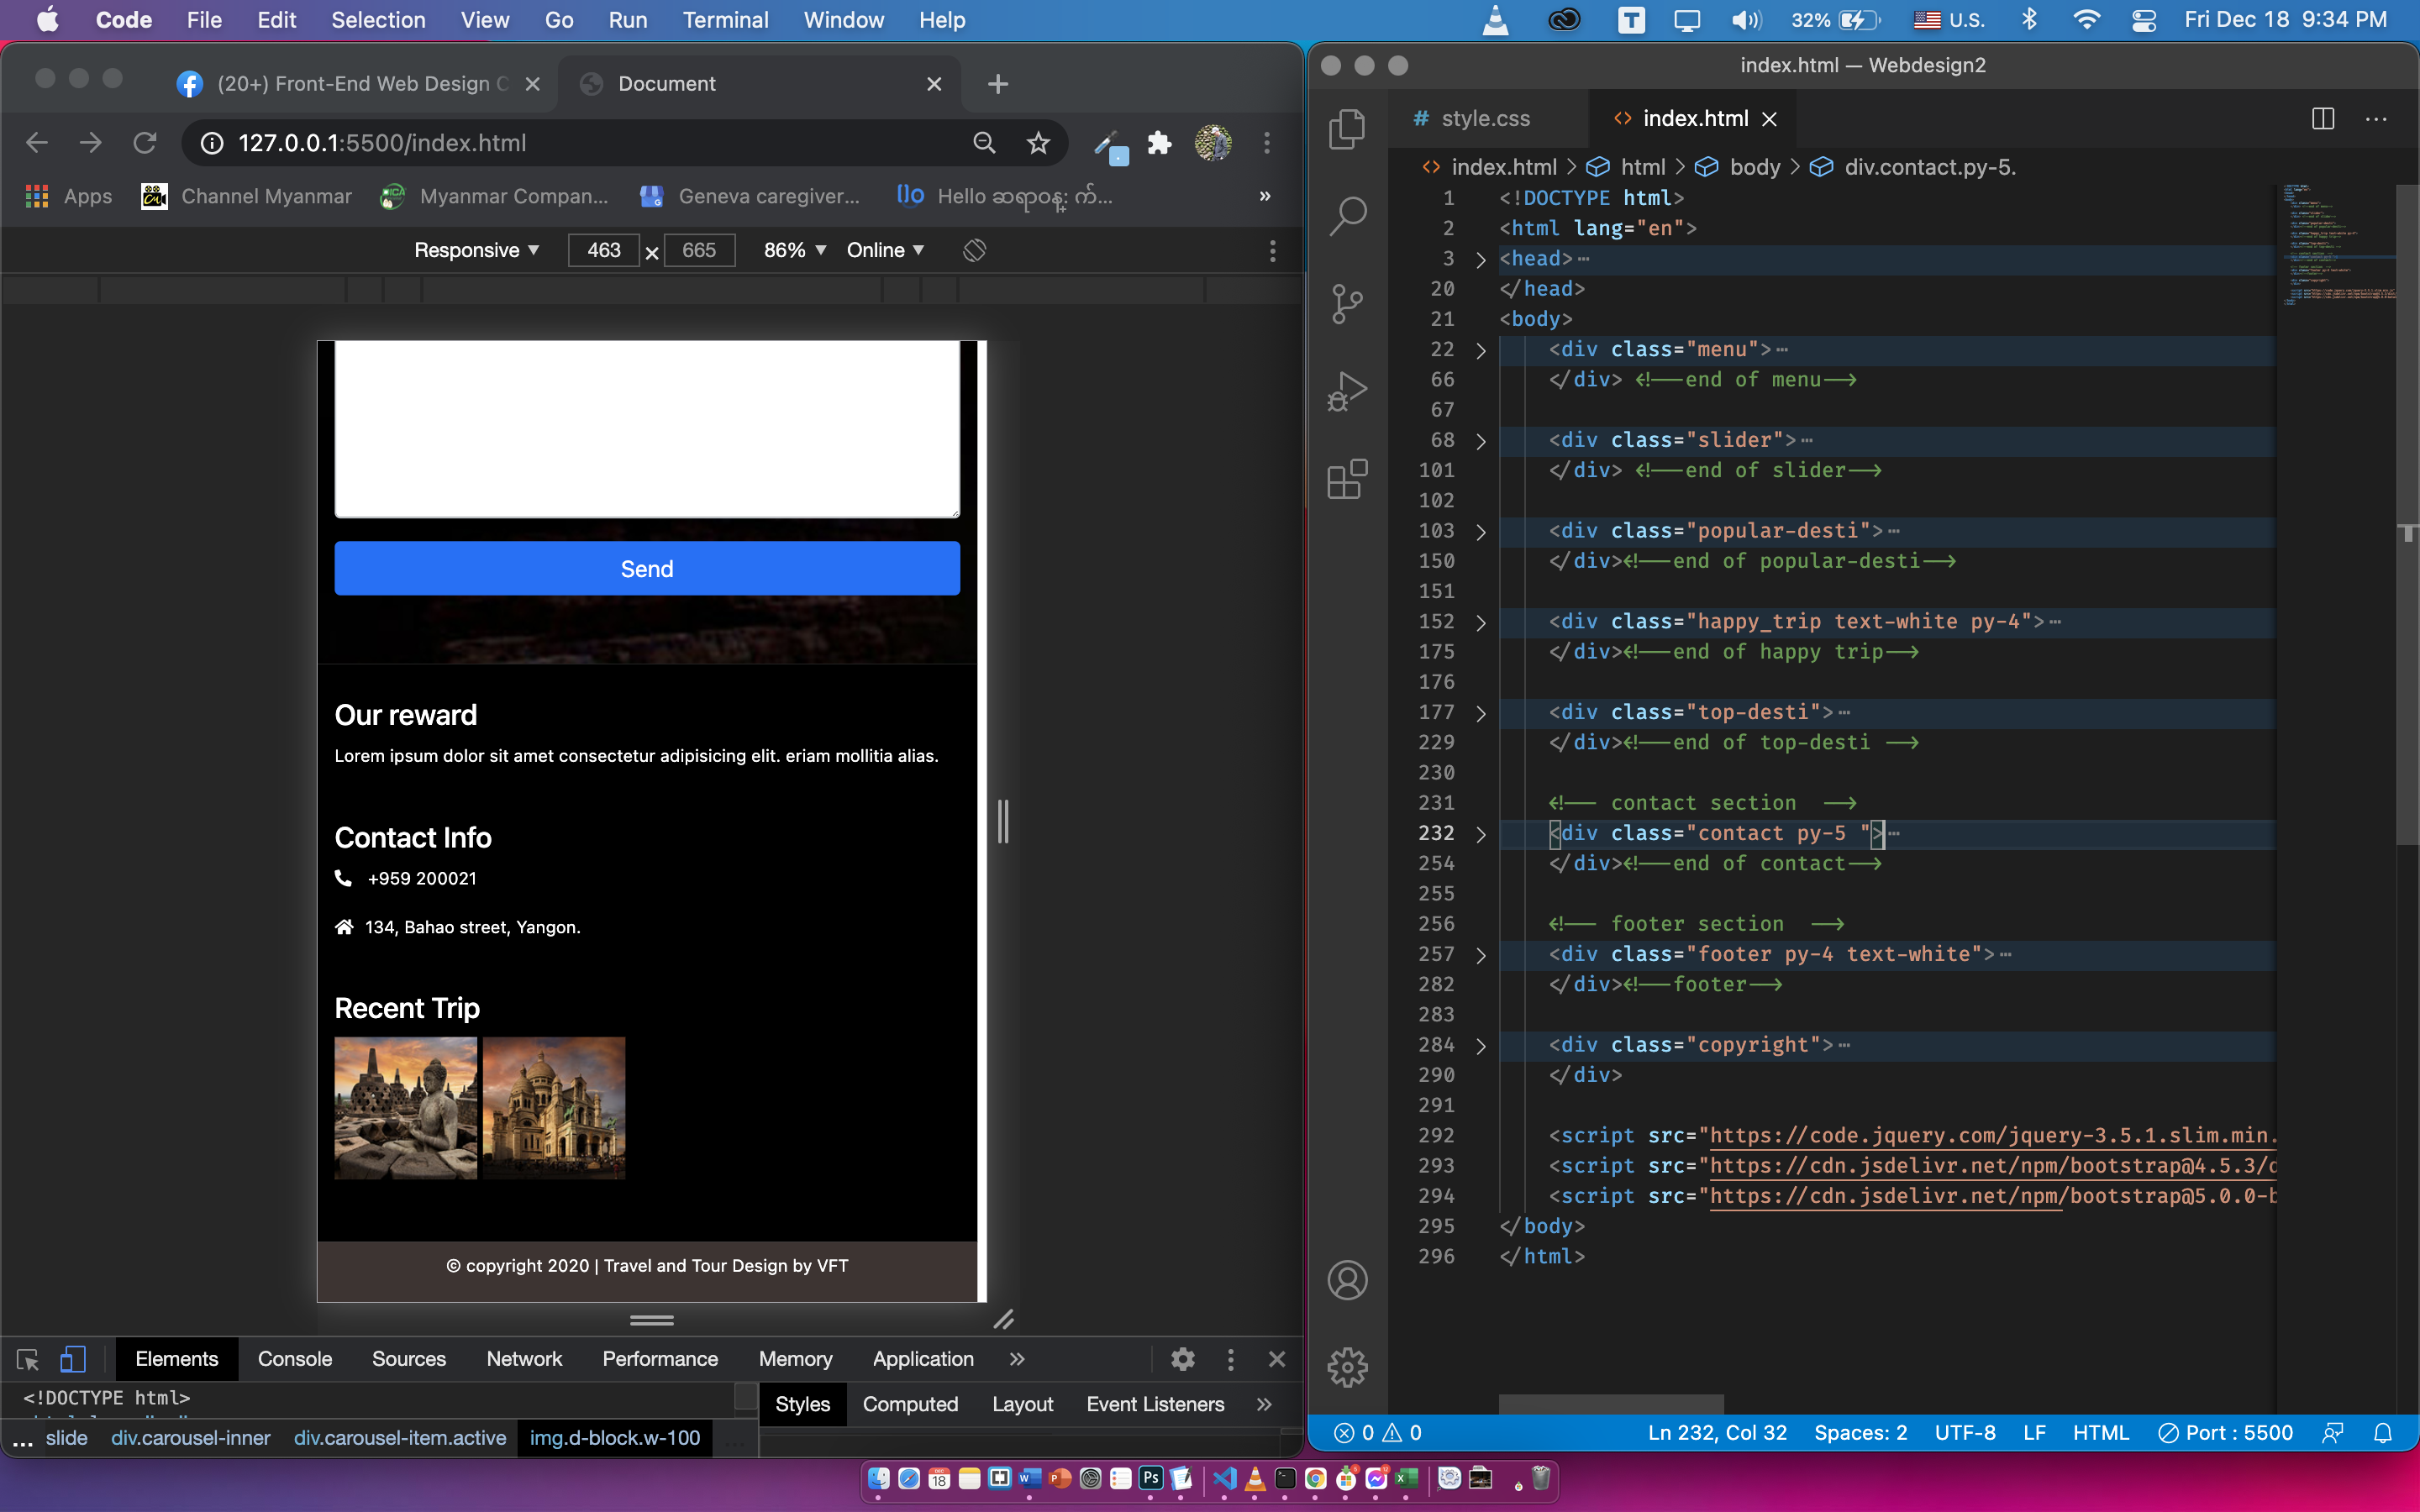 Code File Edit Selection View Go Run Terminal Window Help
32% U.S. Fri Dec 18 9:34 PM
(20+) Front-End Web Design C
Document
127.0.0.1:5500/index.html
Apps
Channel Myanmar
Myanmar Compan...
Geneva caregiver...
Hello ဆရာဝန့ ္က်...
»
Responsive ▼ 463 × 665 86% ▼ Online ▼
Send
Our reward
Lorem ipsum dolor sit amet consectetur adipisicing elit. eriam mollitia alias.
Contact Info
+959 200021
134, Bahao street, Yangon.
Recent Trip
© copyright 2020 | Travel and Tour Design by VFT
Elements Console Sources Network Performance Memory Application »
<!DOCTYPE html>
Styles Computed Layout Event Listeners »
... slide div.carousel-inner div.carousel-item.active img.d-block.w-100 ...
index.html — Webdesign2
# style.css
<> index.html ×
<> index.html > html > body > div.contact.py-5.
1 <!DOCTYPE html>
2 <html lang="en">
3 <head>…
20 </head>
21 <body>
22 <div class="menu">…
66 </div> <!--end of menu-->
67
68 <div class="slider">…
101 </div> <!--end of slider-->
102
103 <div class="popular-desti">…
150 </div><!--end of popular-desti-->
151
152 <div class="happy_trip text-white py-4">…
175 </div><!--end of happy trip-->
176
177 <div class="top-desti">…
229 </div><!--end of top-desti -->
230
231 <!-- contact section  -->
232 <div class="contact py-5 ">…
254 </div><!--end of contact-->
255
256 <!-- footer section  -->
257 <div class="footer py-4 text-white">…
282 </div><!--footer-->
283
284 <div class="copyright">…
290 </div>
291
292 <script src="https://code.jquery.com/jquery-3.5.1.slim.min.
293 <script src="https://cdn.jsdelivr.net/npm/bootstrap@4.5.3/d
294 <script src="https://cdn.jsdelivr.net/npm/bootstrap@5.0.0-b
295 </body>
296 </html>
0 0 Ln 232, Col 32 Spaces: 2 UTF-8 LF HTML Port : 5500